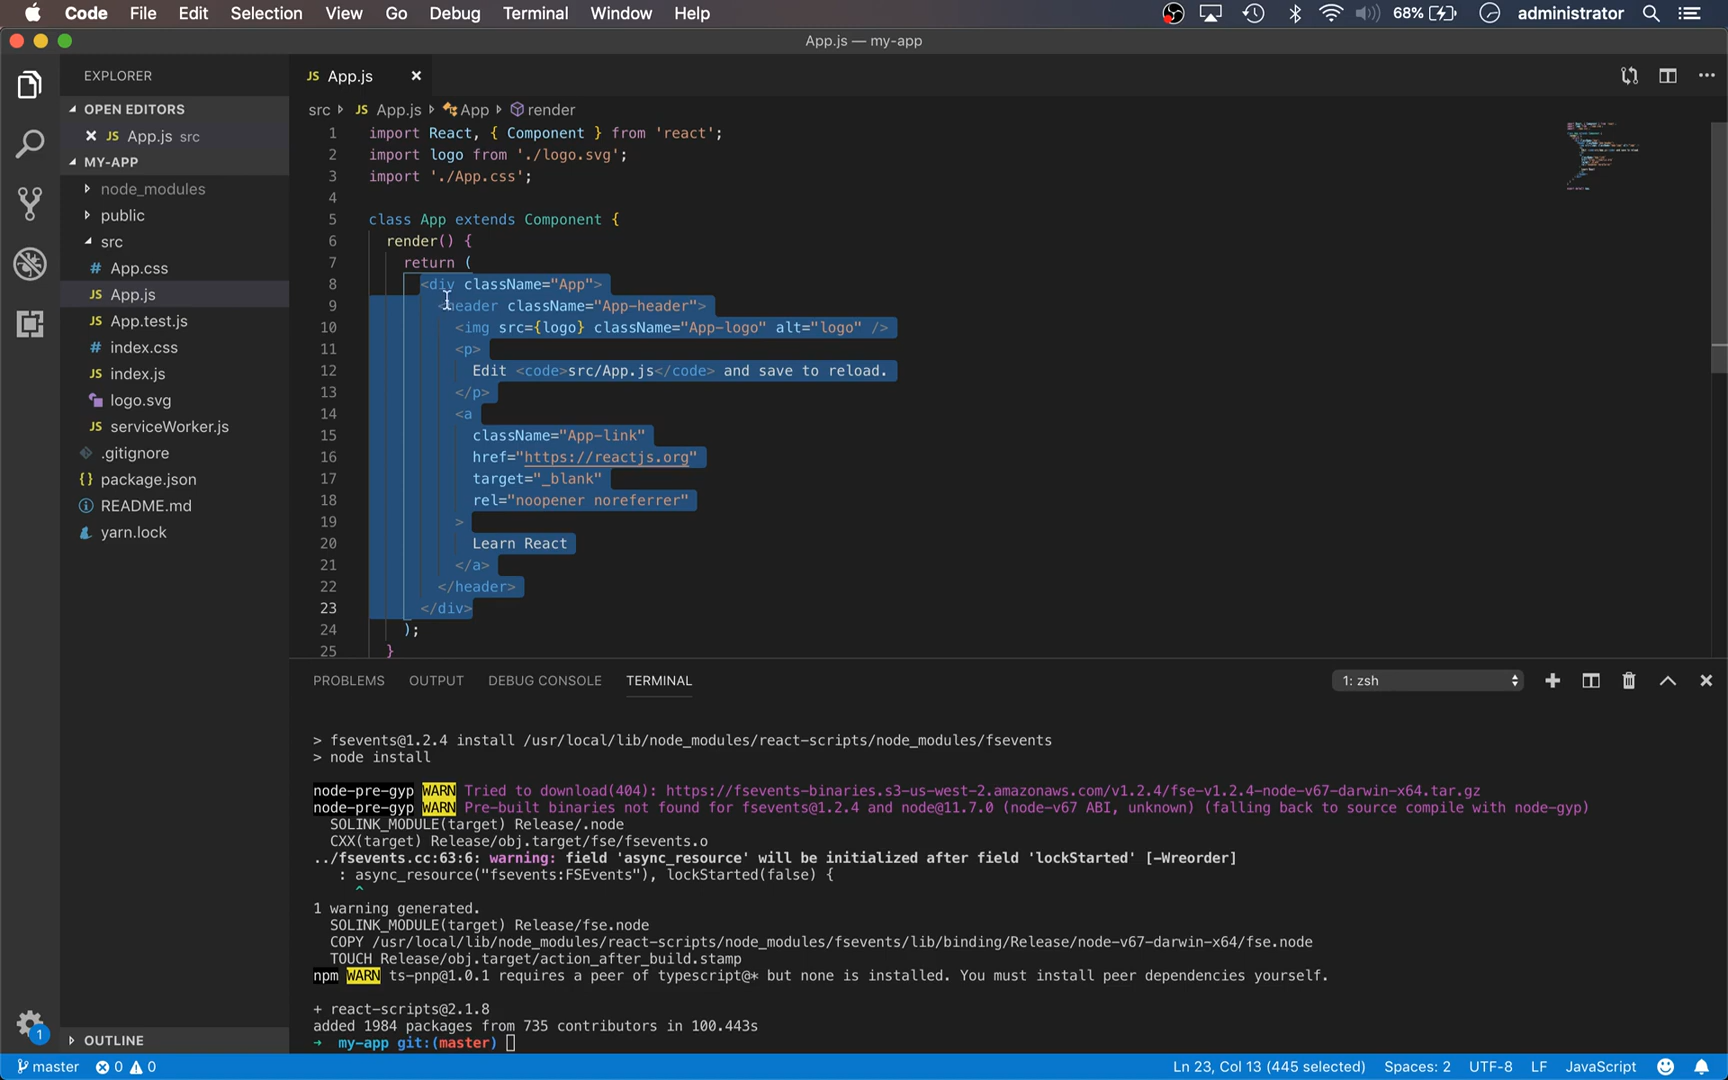 Code File Edit Selection View Go Debug Terminal Window Help 68% administrator
App.js — my-app
EXPLORER
OPEN EDITORS
JS App.js src
MY-APP
node_modules
public
src
# App.css
JS App.js
JS App.test.js
# index.css
JS index.js
logo.svg
JS serviceWorker.js
.gitignore
{} package.json
README.md
yarn.lock
OUTLINE
1
JS App.js
src JS App.js App render
1 import React, { Component } from 'react';
2 import logo from './logo.svg';
3 import './App.css';
4
5 class App extends Component {
6 render() {
7 return (
8 <div className="App">
9 <header className="App-header">
10 <img src={logo} className="App-logo" alt="logo" />
11 <p>
12 Edit <code>src/App.js</code> and save to reload.
13 </p>
14 <a
15 className="App-link"
16 href="https://reactjs.org"
17 target="_blank"
18 rel="noopener noreferrer"
19 >
20 Learn React
21 </a>
22 </header>
23 </div>
24 );
25 }
PROBLEMS OUTPUT DEBUG CONSOLE TERMINAL 1: zsh
> fsevents@1.2.4 install /usr/local/lib/node_modules/react-scripts/node_modules/fsevents
> node install
node-pre-gyp WARN Tried to download(404): https://fsevents-binaries.s3-us-west-2.amazonaws.com/v1.2.4/fse-v1.2.4-node-v67-darwin-x64.tar.gz
node-pre-gyp WARN Pre-built binaries not found for fsevents@1.2.4 and node@11.7.0 (node-v67 ABI, unknown) (falling back to source compile with node-gyp)
SOLINK_MODULE(target) Release/.node
CXX(target) Release/obj.target/fse/fsevents.o
../fsevents.cc:63:6: warning: field 'async_resource' will be initialized after field 'lockStarted' [-Wreorder]
: async_resource("fsevents:FSEvents"), lockStarted(false) {
^
1 warning generated.
SOLINK_MODULE(target) Release/fse.node
COPY /usr/local/lib/node_modules/react-scripts/node_modules/fsevents/lib/binding/Release/node-v67-darwin-x64/fse.node
TOUCH Release/obj.target/action_after_build.stamp
npm WARN ts-pnp@1.0.1 requires a peer of typescript@* but none is installed. You must install peer dependencies yourself.
+ react-scripts@2.1.8
added 1984 packages from 735 contributors in 100.443s
→ my-app git:(master)
master 0 0 Ln 23, Col 13 (445 selected) Spaces: 2 UTF-8 LF JavaScript